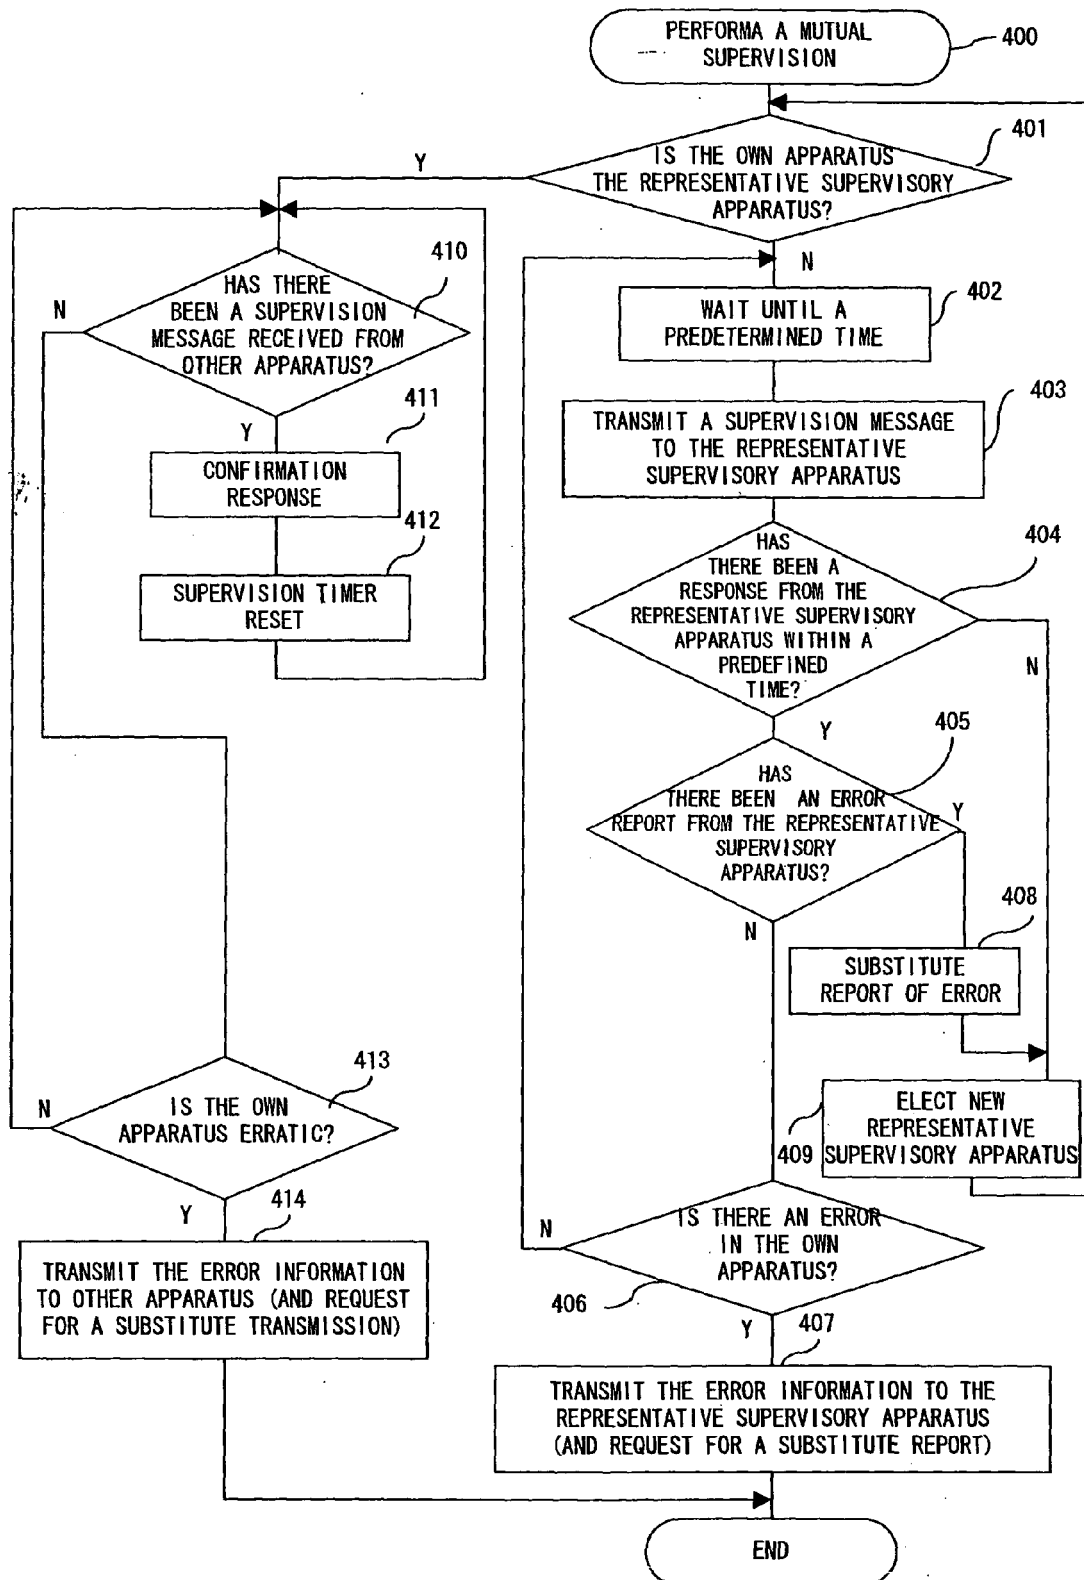 PERFORMA A MUTUAL
SUPERVISION
400
401
IS THE OWN APPARATUS
THE REPRESENTATIVE SUPERVISORY
APPARATUS?
Y
N
410
HAS THERE
BEEN A SUPERVISION
MESSAGE RECEIVED FROM
OTHER APPARATUS?
N
Y
402
WAIT UNTIL A
PREDETERMINED TIME
411
CONFIRMATION
RESPONSE
403
TRANSMIT A SUPERVISION MESSAGE
TO THE REPRESENTATIVE
SUPERVISORY APPARATUS
412
SUPERVISION TIMER
RESET
404
HAS
THERE BEEN A
RESPONSE FROM THE
REPRESENTATIVE SUPERVISORY
APPARATUS WITHIN A
PREDEFINED
TIME?
N
Y
405
HAS
THERE BEEN AN ERROR
REPORT FROM THE REPRESENTATIVE
SUPERVISORY
APPARATUS?
Y
N
408
SUBSTITUTE
REPORT OF ERROR
413
IS THE OWN
APPARATUS ERRATIC?
N
Y
409
ELECT NEW
REPRESENTATIVE
SUPERVISORY APPARATUS
414
TRANSMIT THE ERROR INFORMATION
TO OTHER APPARATUS (AND REQUEST
FOR A SUBSTITUTE TRANSMISSION)
IS THERE AN ERROR
IN THE OWN
APPARATUS?
N
406
Y
407
TRANSMIT THE ERROR INFORMATION TO THE
REPRESENTATIVE SUPERVISORY APPARATUS
(AND REQUEST FOR A SUBSTITUTE REPORT)
END